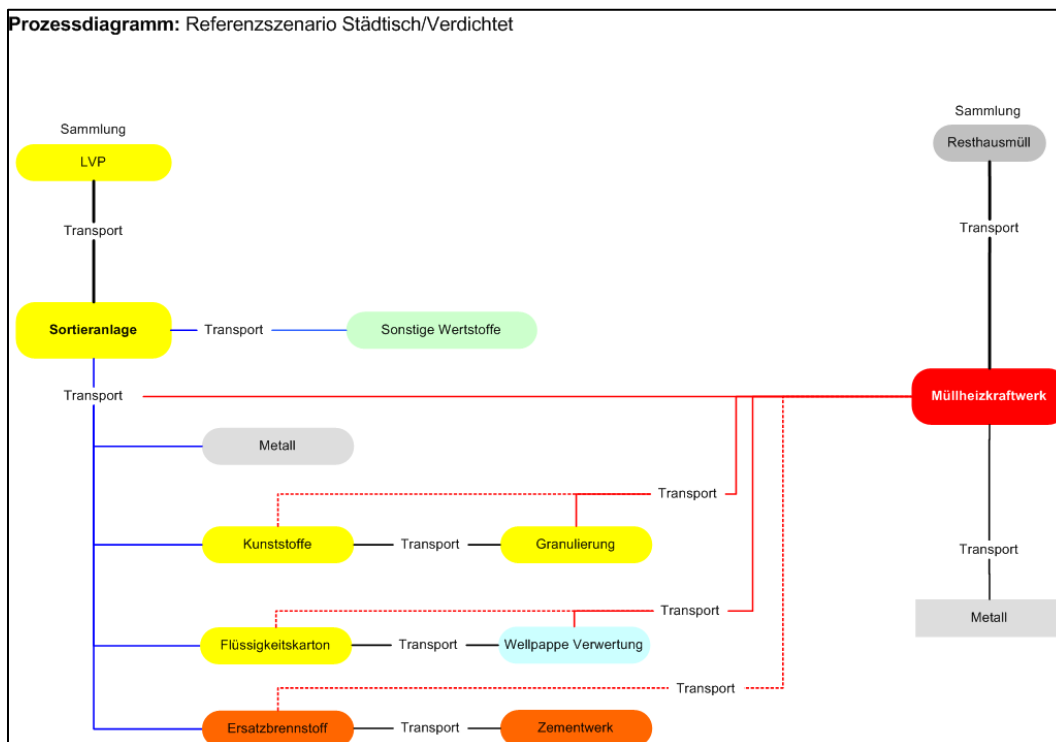 Prozessdiagramm: Referenzszenario Städtisch/Verdichtet
Sammlung
Sammlung
LVP
Resthausmüll
Transport
Transport
Sortieranlage
Transport
Sonstige Wertstoffe
Transport
Müllheizkraftwerk
Metall
Transport
Kunststoffe
Transport
Granulierung
Transport
Transport
Metall
Flüssigkeitskarton
Transport
Wellpappe Verwertung
Transport
Ersatzbrennstoff
Transport
Zementwerk